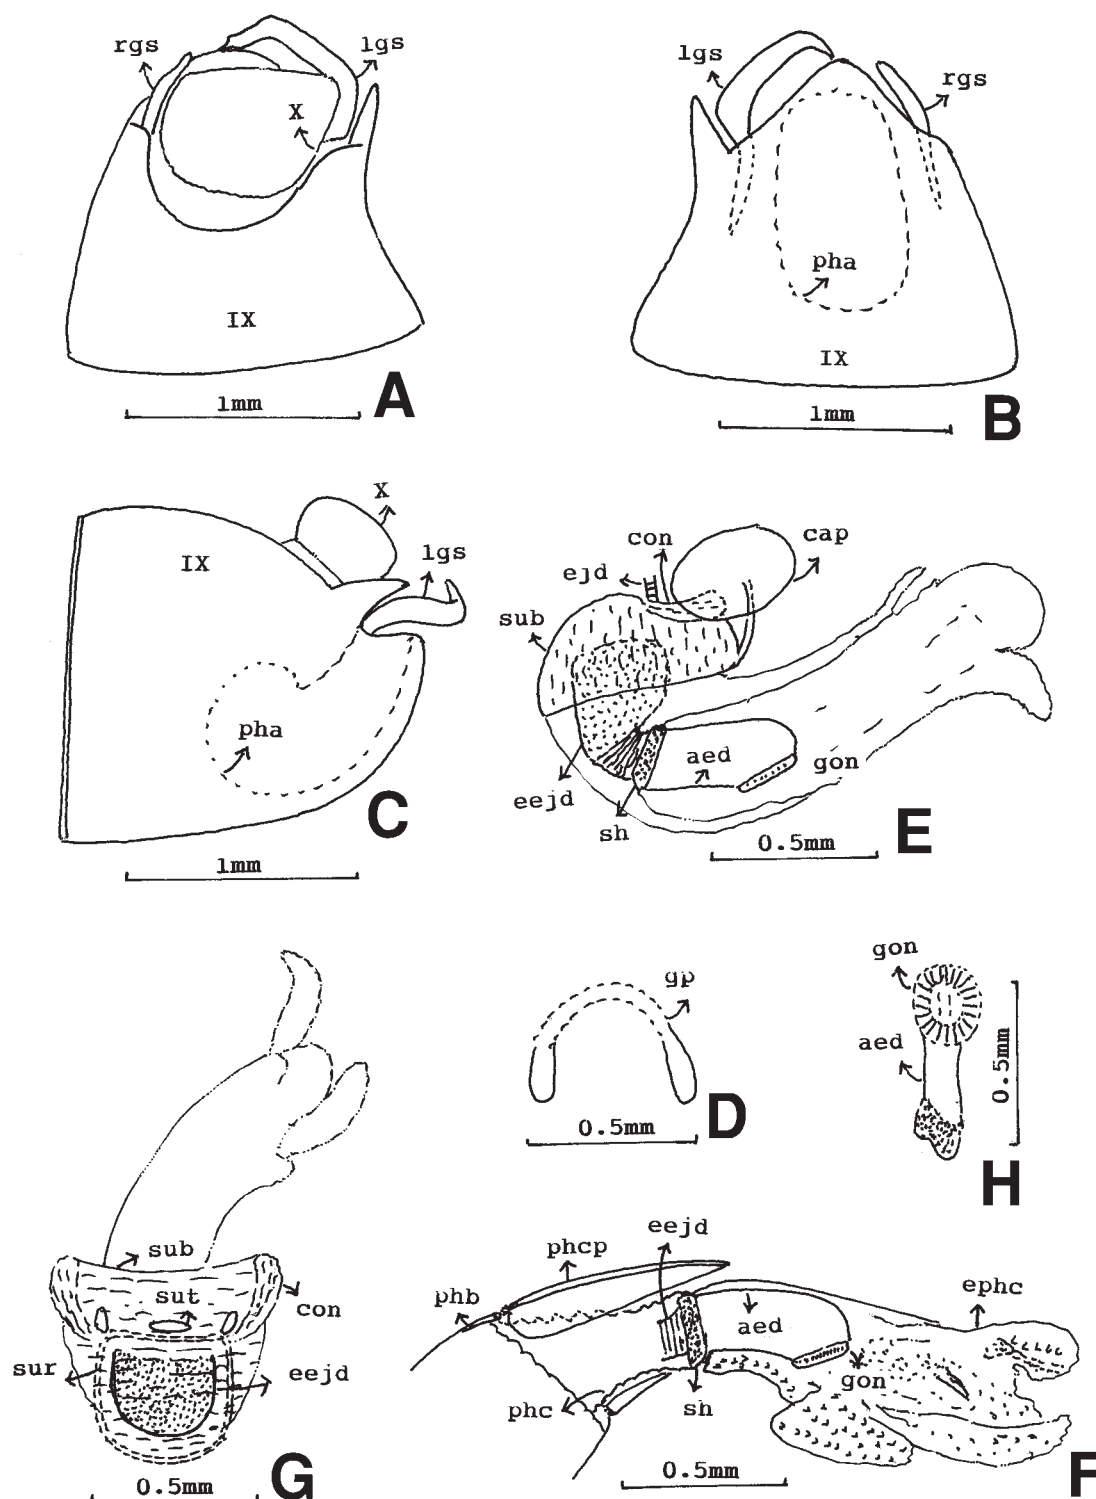 rgs
lgs
X
IX
1mm
A
lgs
rgs
pha
IX
1mm
B
X
IX
lgs
pha
C
1mm
con
cap
ejd
sub
aed
gon
eejd
sh
0.5mm
E
gp
0.5mm
D
gon
aed
0.5mm
H
sub
sut
con
sur
eejd
0.5mm
G
eejd
phcp
phb
ephc
aed
gon
phc
sh
0.5mm
F